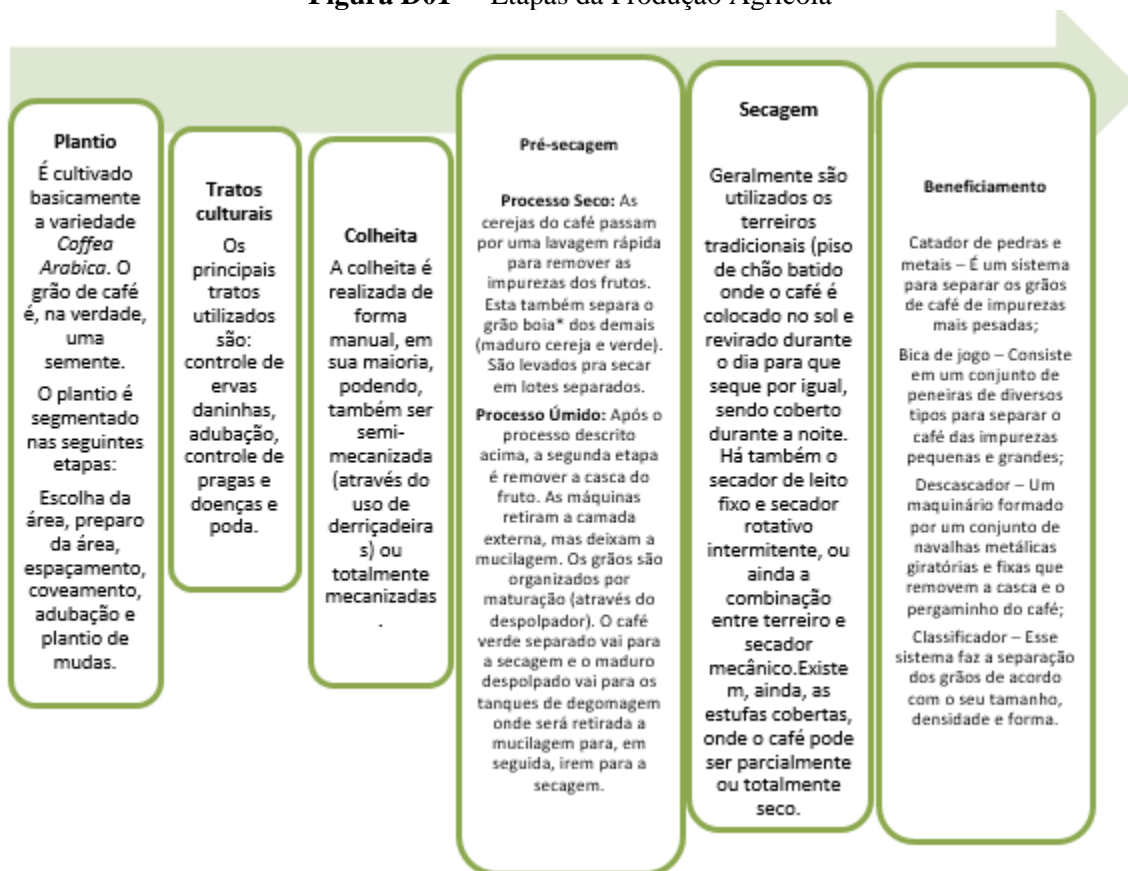 Figura D01 – Etapas da Produção Agrícola
Plantio
É cultivado
basicamente
a variedade
Coffea
Arabica. O
grão de café
é, na verdade,
uma
semente.
O plantio é
segmentado
nas seguintes
etapas:
Escolha da
área, preparo
da área,
espaçamento,
coveamento,
adubação e
plantio de
mudas.
Tratos
culturais
Os
principais
tratos
utilizados
são:
controle de
ervas
daninhas,
adubação,
controle de
pragas e
doenças e
poda.
Colheita
A colheita é
realizada de
forma
manual, em
sua maioria,
podendo,
também ser
semi-
mecanizada
(através do
uso de
derriçadeira
s) ou
totalmente
mecanizadas
.
Pré-secagem
Processo Seco: As
cerejas do café passam
por uma lavagem rápida
para remover as
impurezas dos frutos.
Esta também separa o
grão boia* dos demais
(maduro cereja e verde).
São levados pra secar
em lotes separados.
Processo Úmido: Após o
processo descrito
acima, a segunda etapa
é remover a casca do
fruto. As máquinas
retiram a camada
externa, mas deixam a
mucilagem. Os grãos são
organizados por
maturação (através do
despolpador). O café
verde separado vai para
a secagem e o maduro
despolpado vai para os
tanques de degomagem
onde será retirada a
mucilagem para, em
seguida, irem para a
secagem.
Secagem
Geralmente são
utilizados os
terreiros
tradicionais (piso
de chão batido
onde o café é
colocado no sol e
revirado durante
o dia para que
seque por igual,
sendo coberto
durante a noite.
Há também o
secador de leito
fixo e secador
rotativo
intermitente, ou
ainda a
combinação
entre terreiro e
secador
mecânico.Existe
m, ainda, as
estufas cobertas,
onde o café pode
ser parcialmente
ou totalmente
seco.
Beneficiamento
Catador de pedras e
metais – É um sistema
para separar os grãos
de café de impurezas
mais pesadas;
Bica de jogo – Consiste
em um conjunto de
peneiras de diversos
tipos para separar o
café das impurezas
pequenas e grandes;
Descascador – Um
maquinário formado
por um conjunto de
navalhas metálicas
giratórias e fixas que
removem a casca e o
pergaminho do café;
Classificador – Esse
sistema faz a separação
dos grãos de acordo
com o seu tamanho,
densidade e forma.